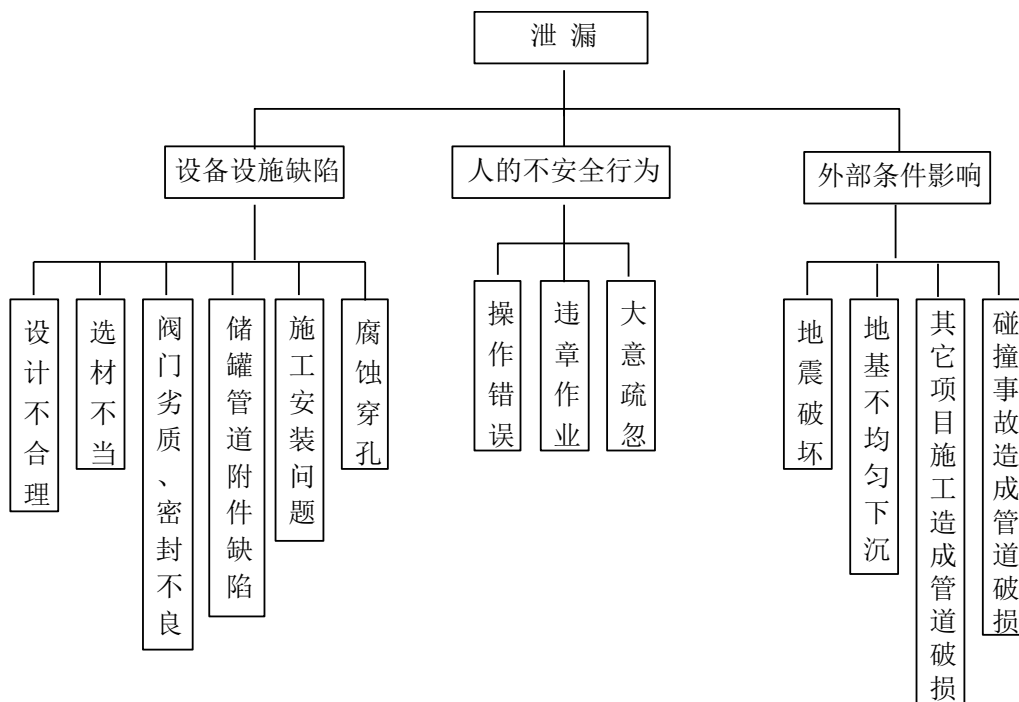 泄 漏
设备设施缺陷
人的不安全行为
外部条件影响
设计不合理
选材不当
阀门劣质、密封不良
储罐管道附件缺陷
施工安装问题
腐蚀穿孔
操作错误
违章作业
大意疏忽
地震破坏
地基不均匀下沉
其它项目施工造成管道破损
碰撞事故造成管道破损